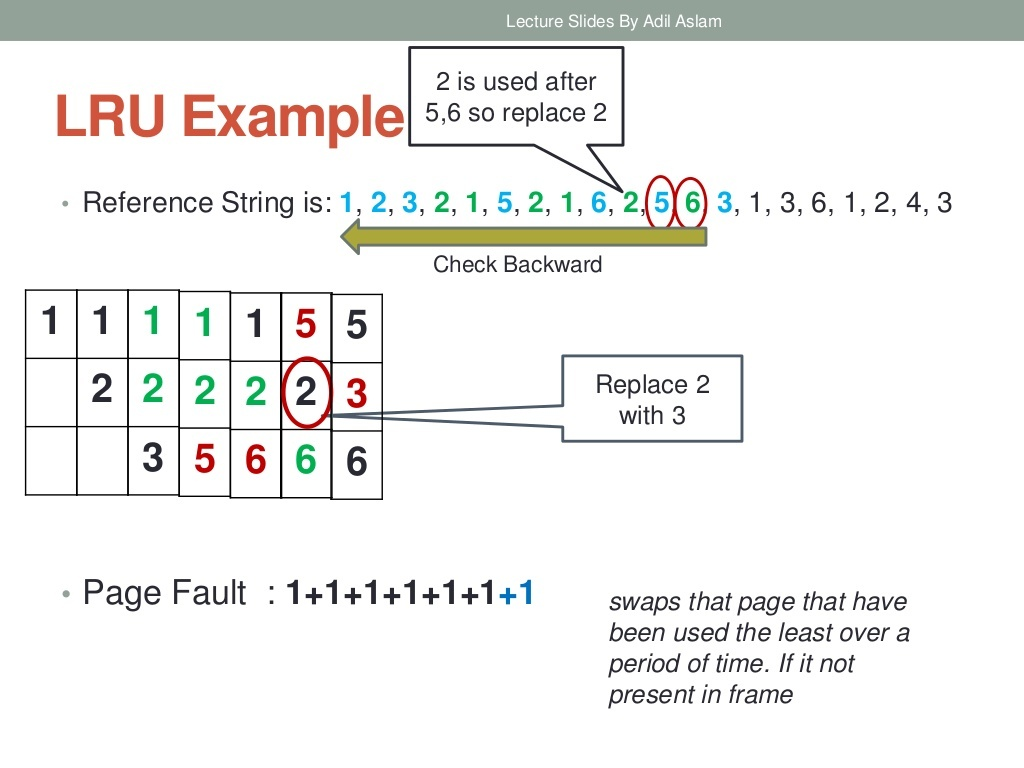 Lecture Slides By Adil Aslam
2 is used after
5,6 so replace 2
LRU Example
• Reference String is: 1, 2, 3, 2, 1, 5, 2, 1, 6, 2, 5 6 3, 1, 3, 6, 1, 2, 4, 3
Check Backward
1 1 1 1 1 5 5
2 2 2 2 2 3
3 5 6 6 6
Replace 2
with 3
• Page Fault : 1+1+1+1+1+1+1
swaps that page that have
been used the least over a
period of time. If it not
present in frame